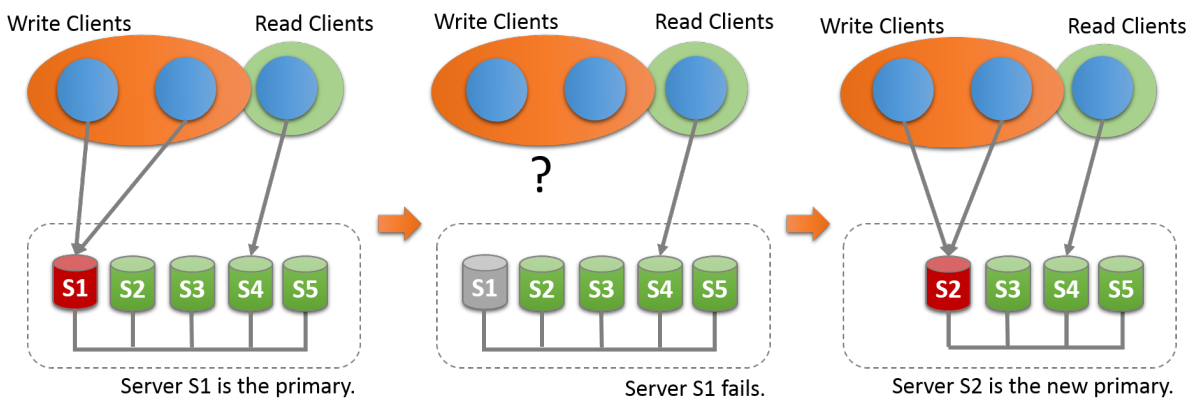 Write Clients
Read Clients
S1
S2
S3
S4
S5
Server S1 is the primary.
Write Clients
Read Clients
?
S1
S2
S3
S4
S5
Server S1 fails.
Write Clients
Read Clients
S2
S3
S4
S5
Server S2 is the new primary.